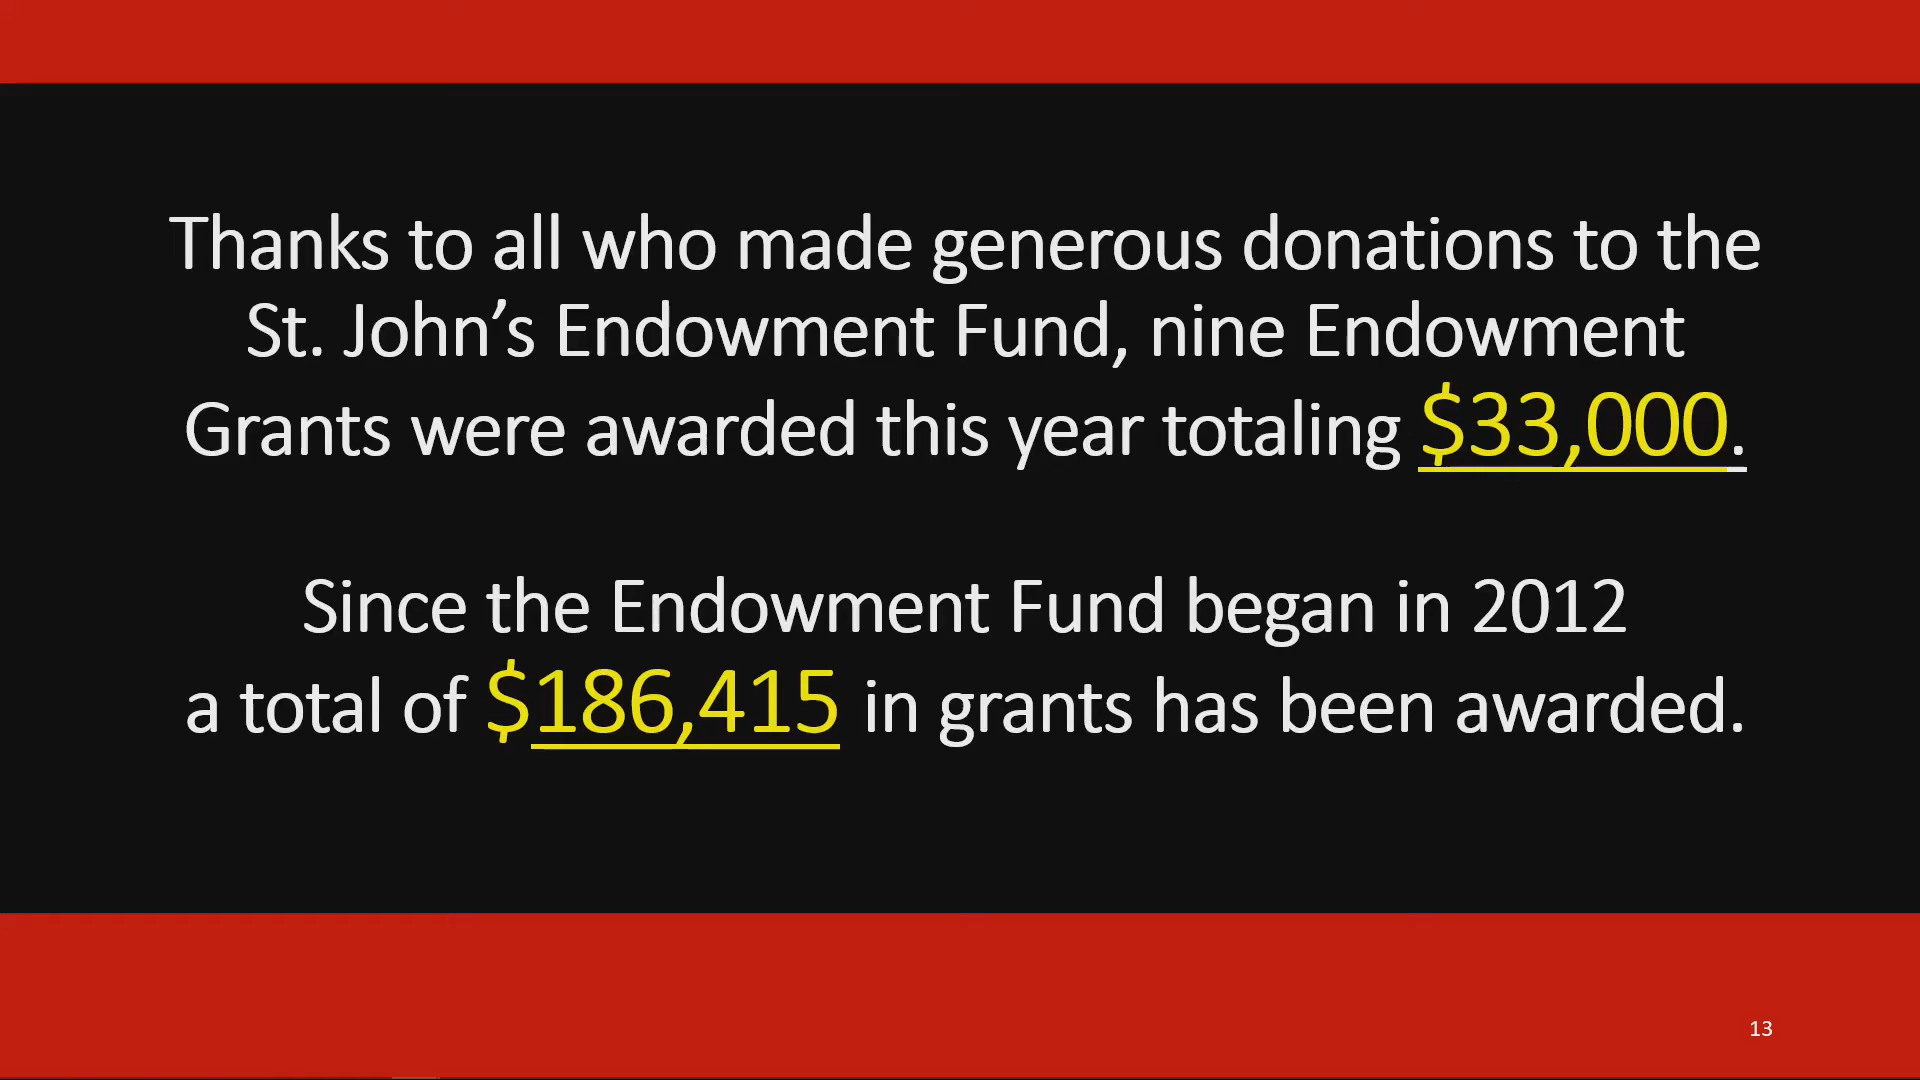 Thanks to all who made generous donations to the
St. John’s Endowment Fund, nine Endowment
Grants were awarded this year totaling $33,000.
Since the Endowment Fund began in 2012
a total of $186,415 in grants has been awarded.
13